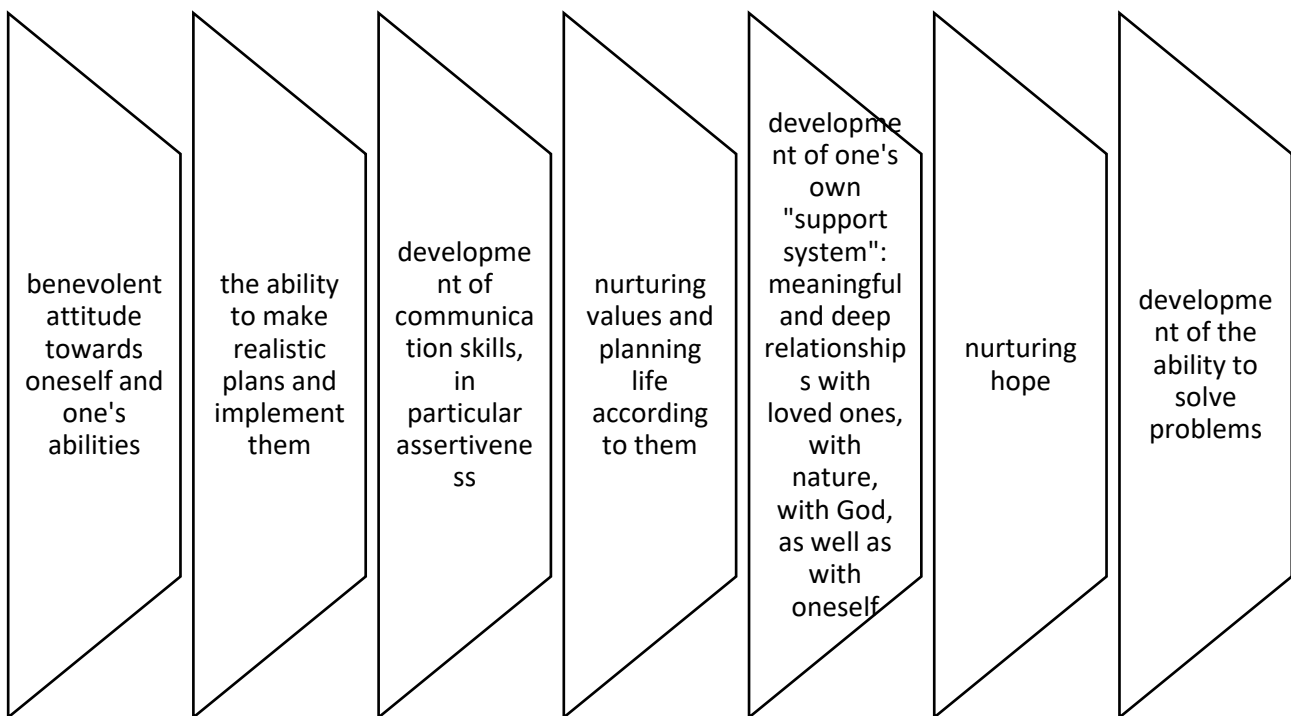 benevolent
attitude
towards
oneself and
one's
abilities
the ability
to make
realistic
plans and
implement
them
developme
nt of
communica
tion skills,
in
particular
assertivene
ss
nurturing
values and
planning
life
according
to them
developme
nt of one's
own
"support
system":
meaningful
and deep
relationship
s with
loved ones,
with
nature,
with God,
as well as
with
oneself
nurturing
hope
developme
nt of the
ability to
solve
problems